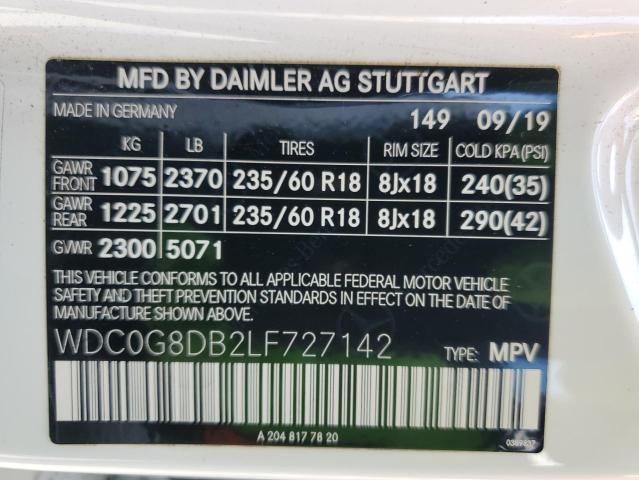 MFD BY DAIMLER AG STUTTGART
MADE IN GERMANY 149 09/19
KG LB TIRES RIM SIZE COLD KPA(PSI)
GAWR FRONT 1075 2370 235/60 R18 8Jx18 240(35)
GAWR REAR 1225 2701 235/60 R18 8Jx18 290(42)
GVWR 2300 5071
THIS VEHICLE CONFORMS TO ALL APPLICABLE FEDERAL MOTOR VEHICLE
SAFETY AND THEFT PREVENTION STANDARDS IN EFFECT ON THE DATE OF
MANUFACTURE SHOWN ABOVE.
WDC0G8DB2LF727142 TYPE: MPV
A 204 817 78 20